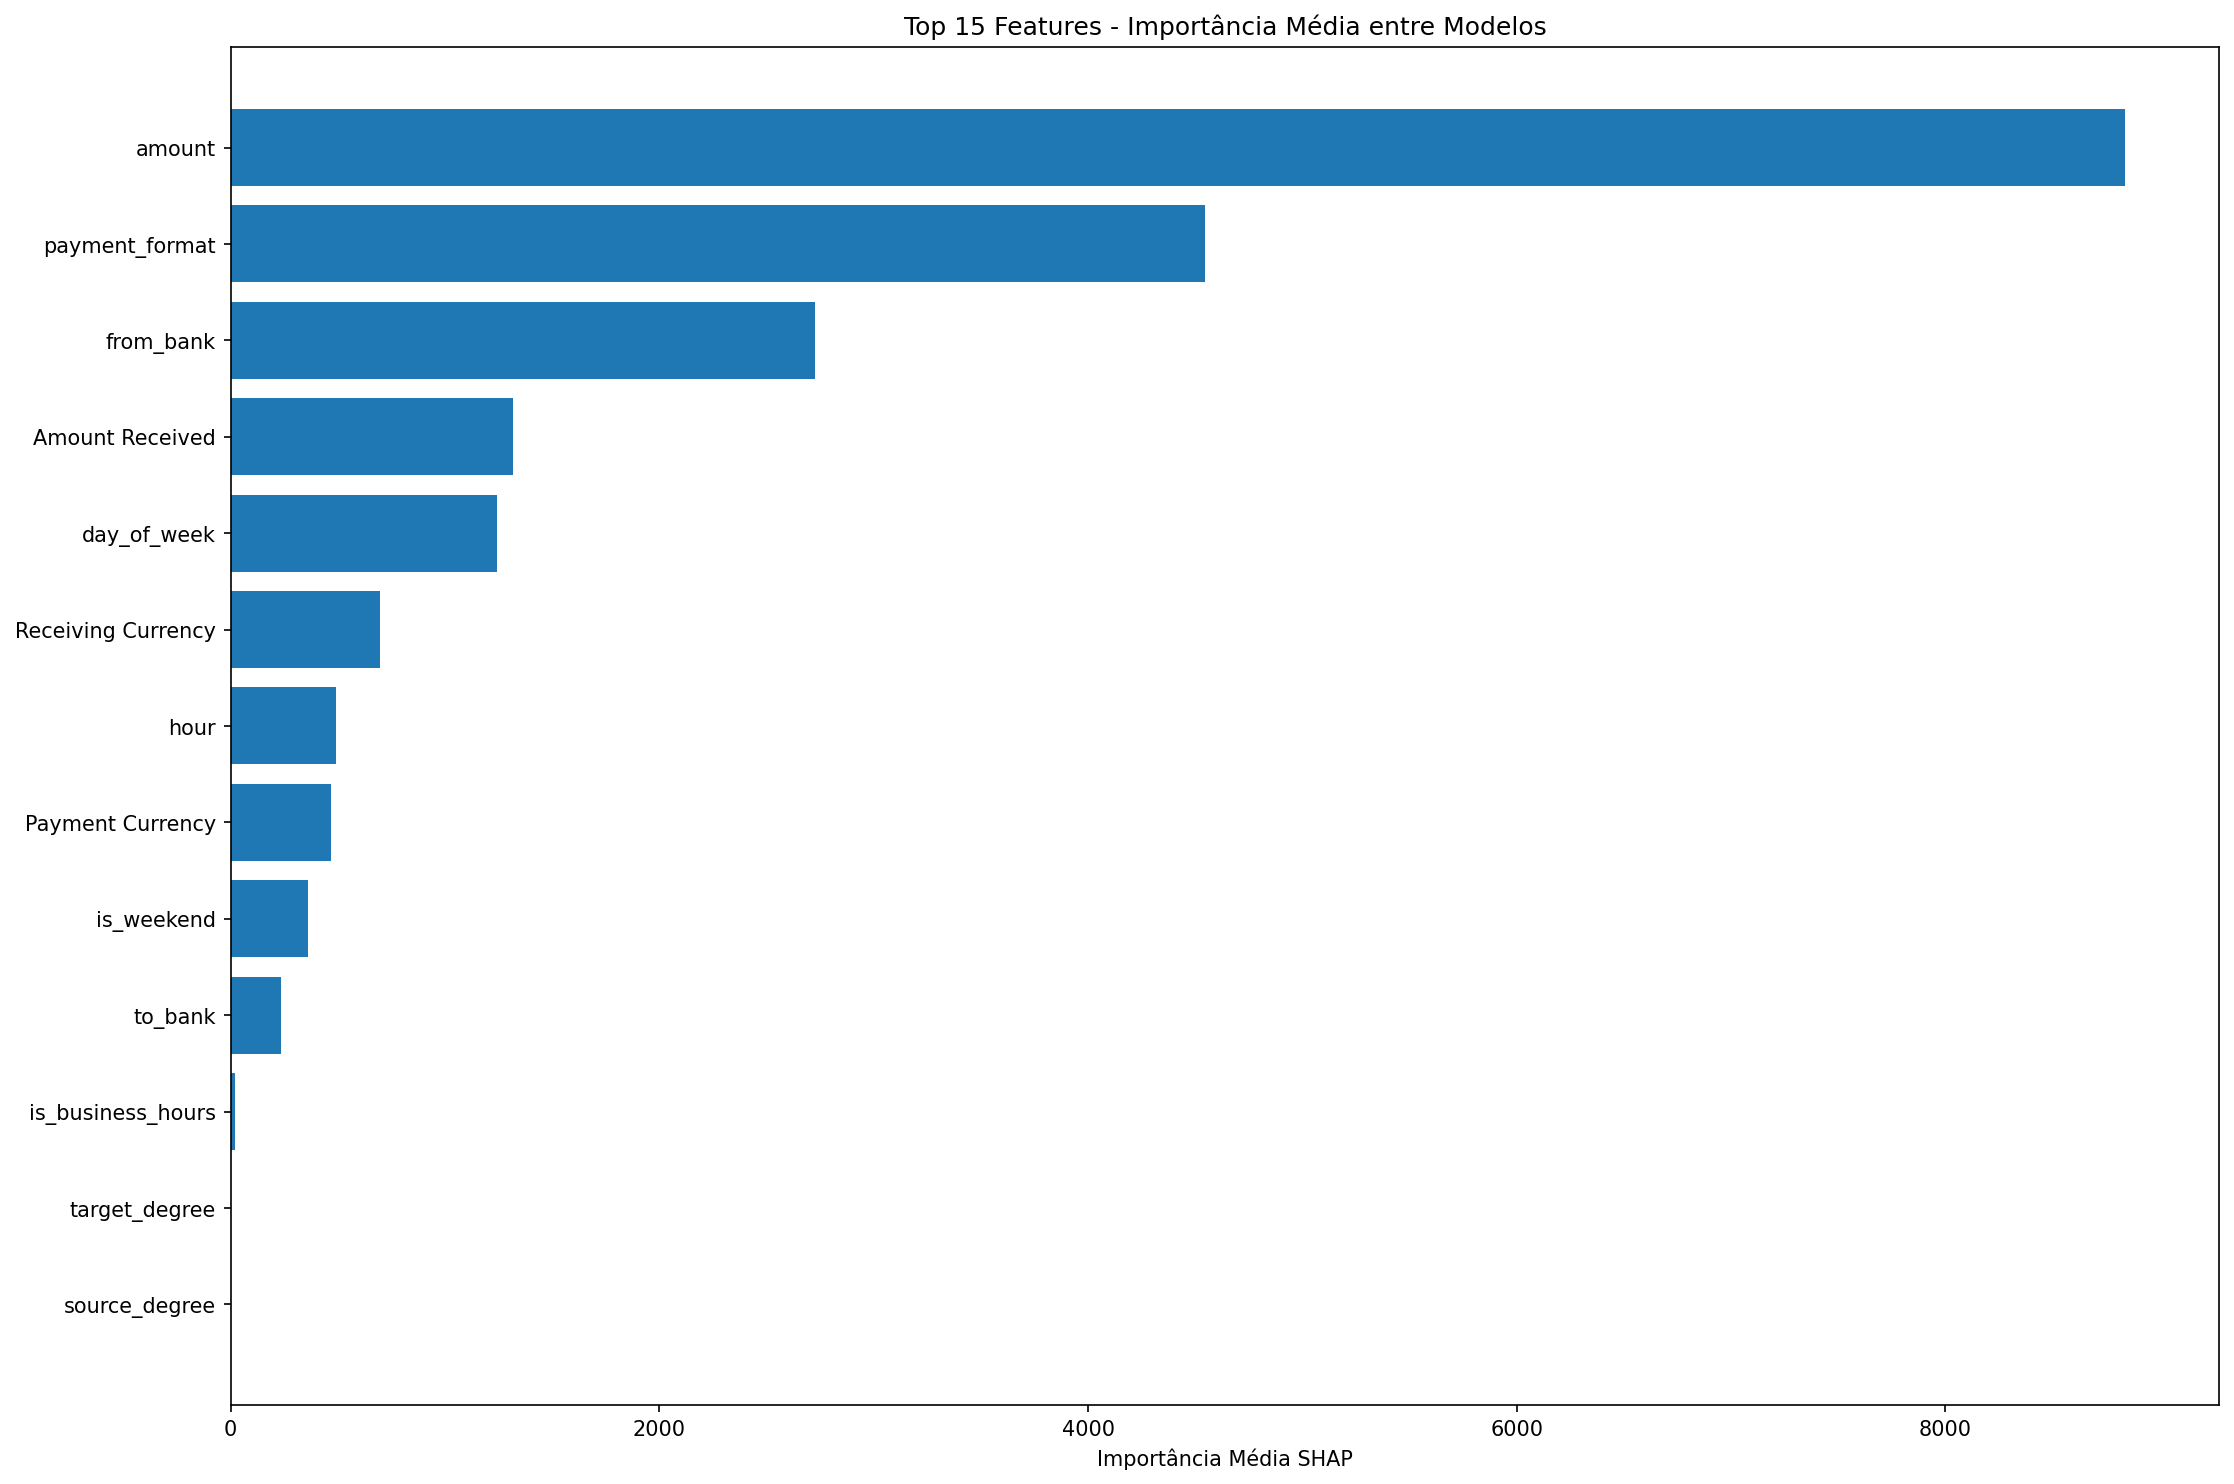 Top 15 Features - Importância Média entre Modelos
amount
payment_format
from_bank
Amount Received
day_of_week
Receiving Currency
hour
Payment Currency
is_weekend
to_bank
is_business_hours
target_degree
source_degree
0 2000 4000 6000 8000
Importância Média SHAP